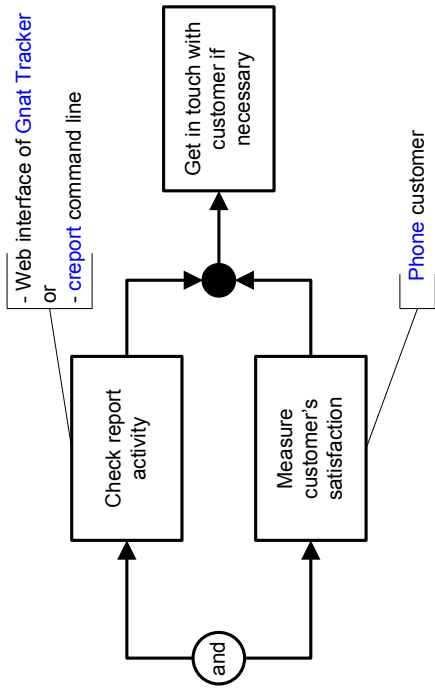 and
Check report
activity
- Web interface of Gnat Tracker
or
- creport command line
Measure
customer's
satisfaction
Phone customer
Get in touch with
customer if
necessary